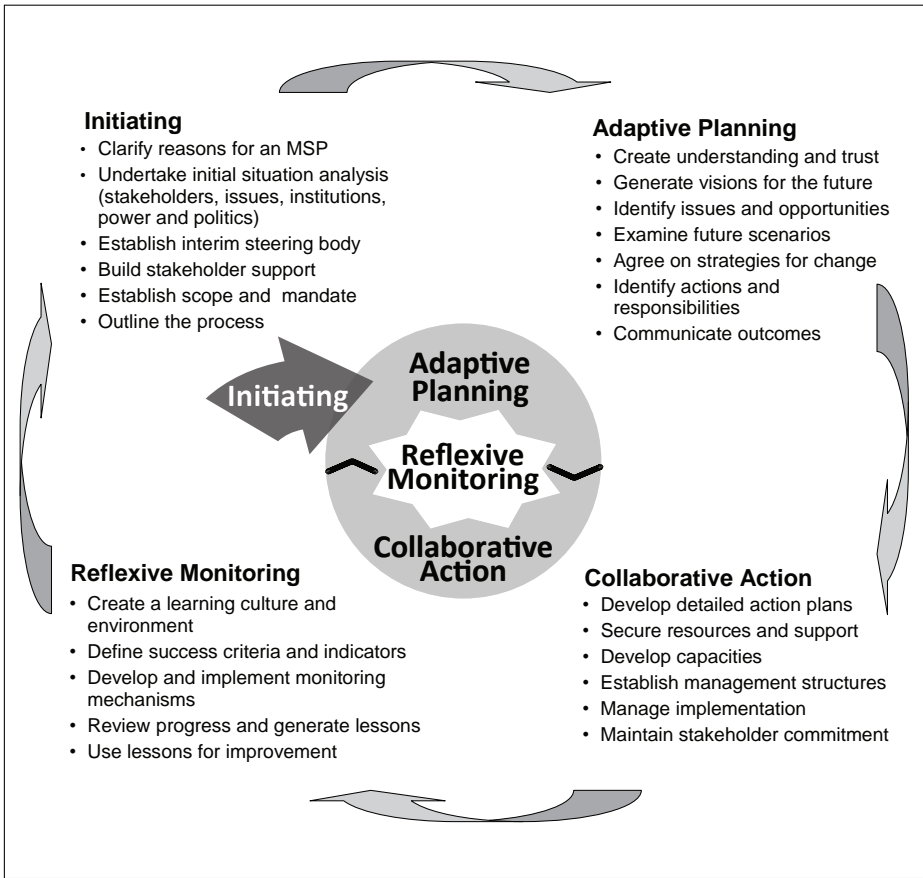 Initiating
• Clarify reasons for an MSP
• Undertake initial situation analysis
(stakeholders, issues, institutions,
power and politics)
• Establish interim steering body
• Build stakeholder support
• Establish scope and mandate
• Outline the process
Adaptive Planning
• Create understanding and trust
• Generate visions for the future
• Identify issues and opportunities
• Examine future scenarios
• Agree on strategies for change
• Identify actions and
responsibilities
• Communicate outcomes
Initiating
Adaptive
Planning
Reflexive
Monitoring
Collaborative
Action
Reflexive Monitoring
• Create a learning culture and
environment
• Define success criteria and indicators
• Develop and implement monitoring
mechanisms
• Review progress and generate lessons
• Use lessons for improvement
Collaborative Action
• Develop detailed action plans
• Secure resources and support
• Develop capacities
• Establish management structures
• Manage implementation
• Maintain stakeholder commitment